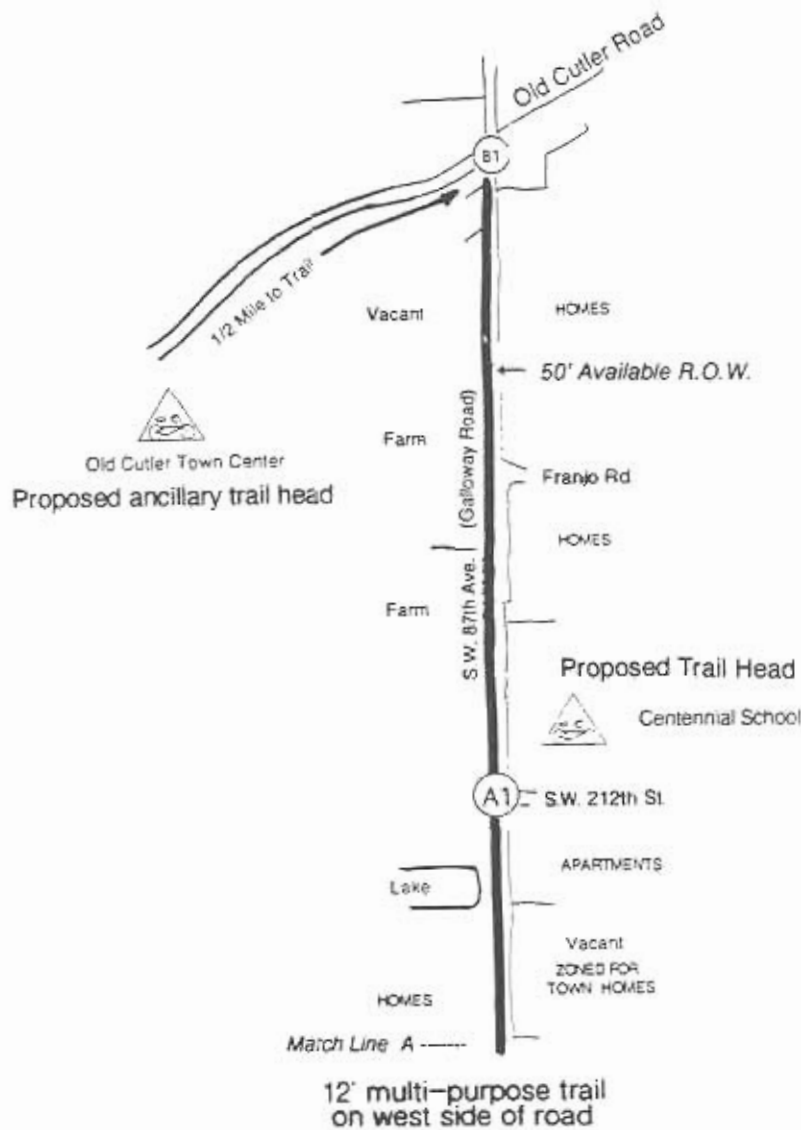 Old Cutler Road
B1
1/2 Mile to Trail
Vacant
HOMES
50' Available R.O.W.
(Galloway Road)
Farm
Old Cutler Town Center
Proposed ancillary trail head
Franjo Rd
HOMES
S.W. 87th Ave.
Farm
Proposed Trail Head
Centennial School
A1
S.W. 212th St.
APARTMENTS
Lake
Vacant
ZONED FOR
TOWN HOMES
HOMES
Match Line A ------
12' multi-purpose trail
on west side of road